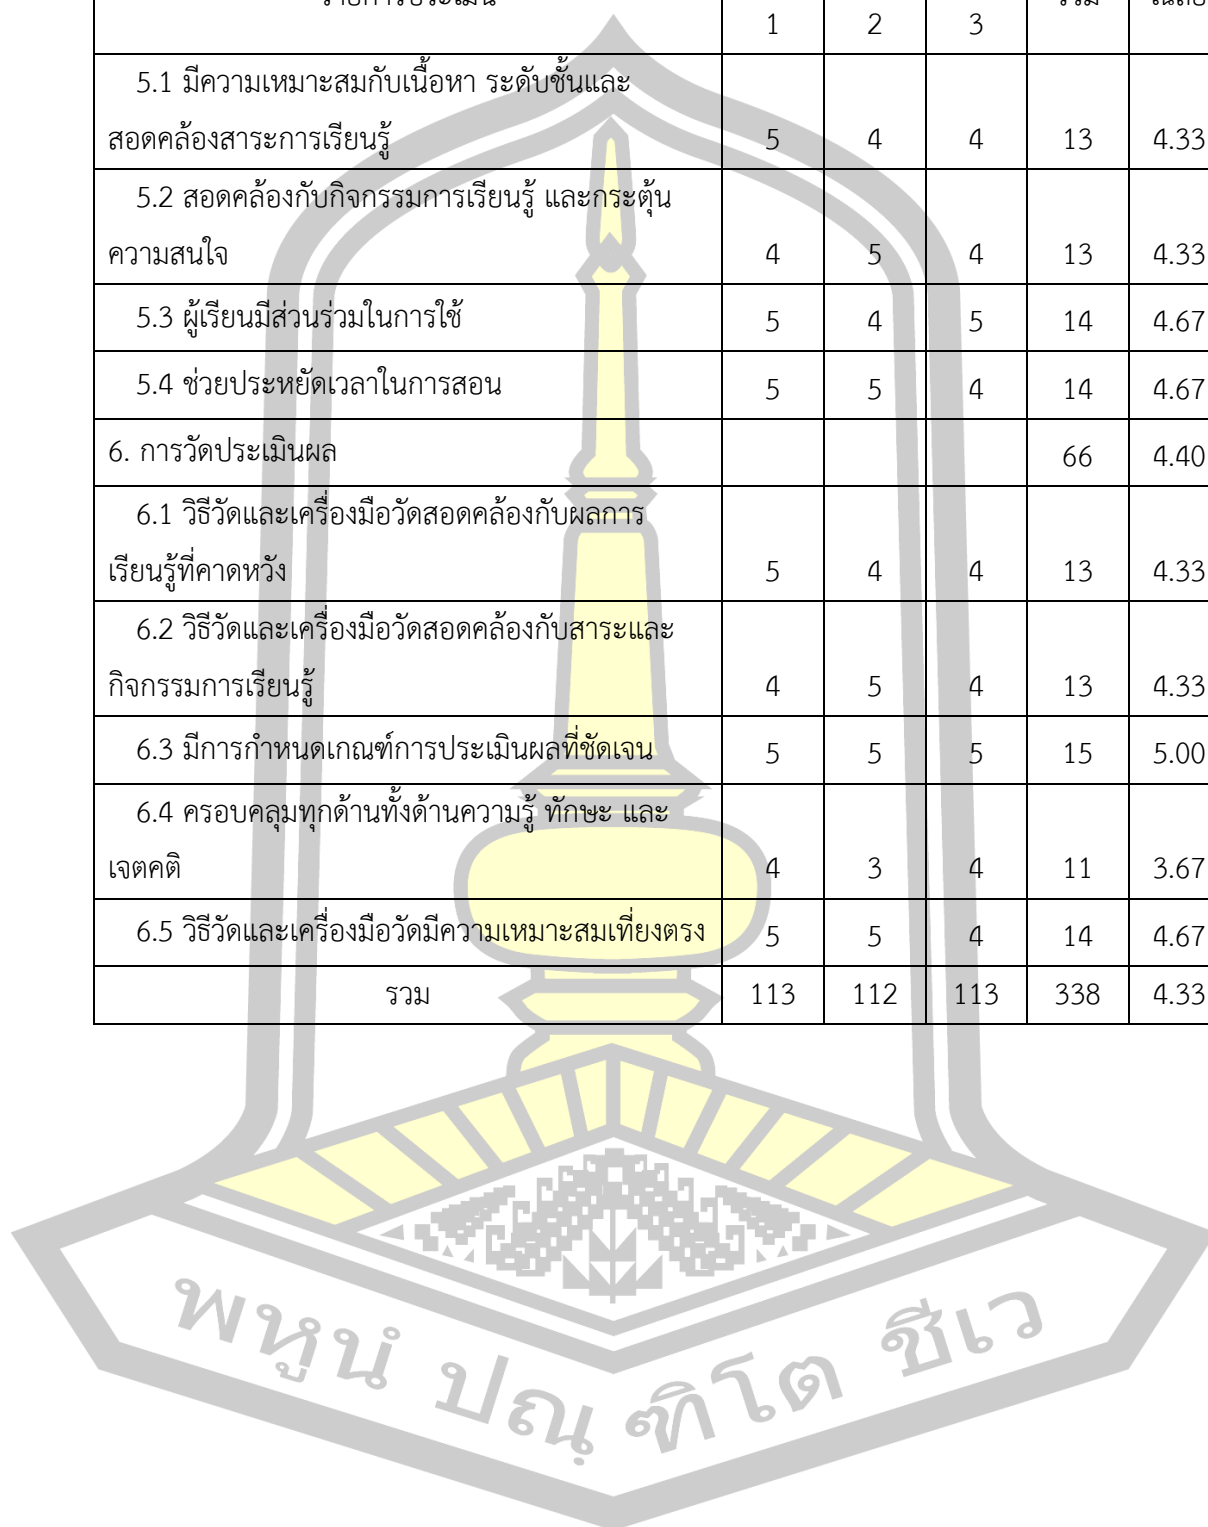 รายการประเมิน รวม เฉลี่ย
1 2 3
5.1 มีความเหมาะสมกับเนื้อหา ระดับชั้นและ
สอดคล้องสาระการเรียนรู้ 5 4 4 13 4.33
5.2 สอดคล้องกับกิจกรรมการเรียนรู้ และกระตุ้น
ความสนใจ 4 5 4 13 4.33
5.3 ผู้เรียนมีส่วนร่วมในการใช้ 5 4 5 14 4.67
5.4 ช่วยประหยัดเวลาในการสอน 5 5 4 14 4.67
6. การวัดประเมินผล 66 4.40
6.1 วิธีวัดและเครื่องมือวัดสอดคล้องกับผลการ
เรียนรู้ที่คาดหวัง 5 4 4 13 4.33
6.2 วิธีวัดและเครื่องมือวัดสอดคล้องกับสาระและ
กิจกรรมการเรียนรู้ 4 5 4 13 4.33
6.3 มีการกำหนดเกณฑ์การประเมินผลที่ชัดเจน 5 5 5 15 5.00
6.4 ครอบคลุมทุกด้านทั้งด้านความรู้ ทักษะ และ
เจตคติ 4 3 4 11 3.67
6.5 วิธีวัดและเครื่องมือวัดมีความเหมาะสมเที่ยงตรง 5 5 4 14 4.67
รวม 113 112 113 338 4.33
พหูนํ ปณฺฑิโต ชีเว